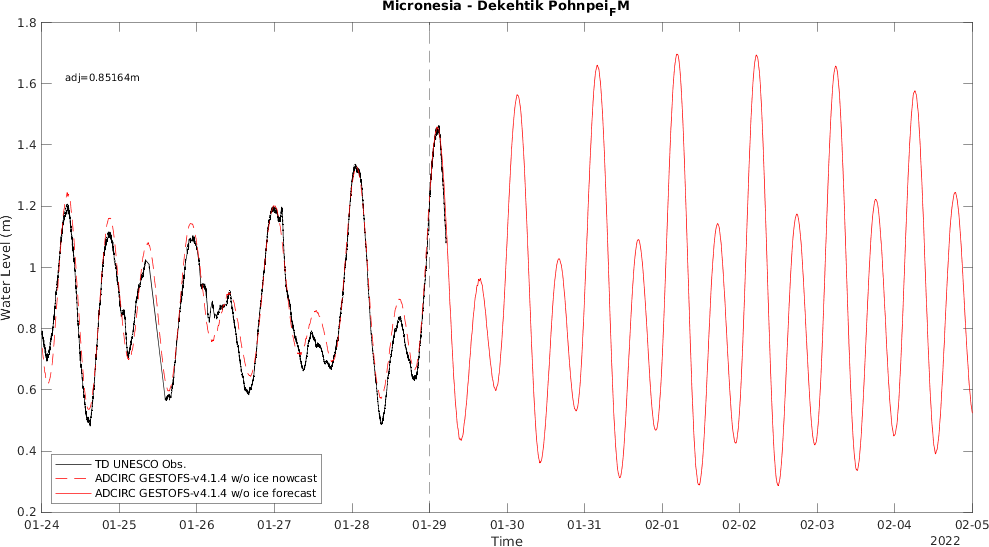 Micronesia - Dekehtik Pohnpei_FM
adj=0.85164m
Water Level (m)
1.8
1.6
1.4
1.2
1
0.8
0.6
0.4
0.2
TD UNESCO Obs.
ADCIRC GESTOFS-v4.1.4 w/o ice nowcast
ADCIRC GESTOFS-v4.1.4 w/o ice forecast
01-24 01-25 01-26 01-27 01-28 01-29 01-30 01-31 02-01 02-02 02-03 02-04 02-05
Time
2022